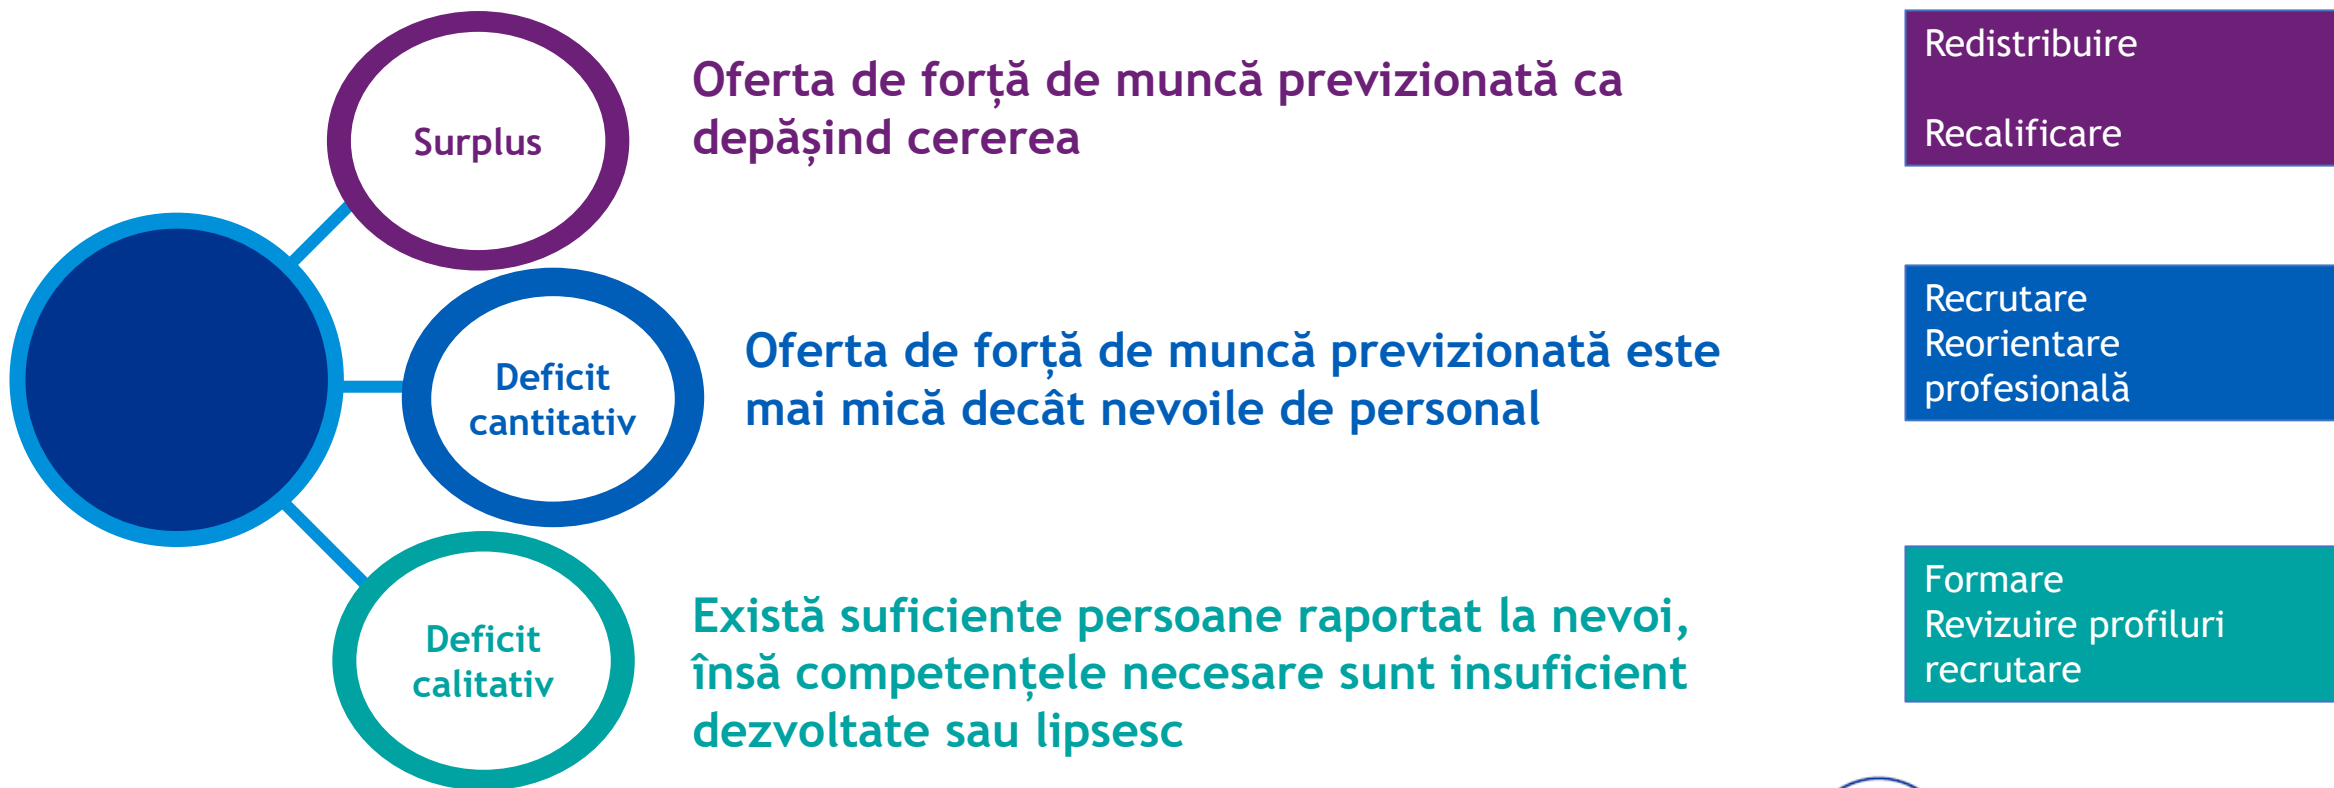 Surplus
Oferta de forță de muncă previzionată ca
depășind cererea
Redistribuire
Recalificare
Deficit
cantitativ
Oferta de forță de muncă previzionată este
mai mică decât nevoile de personal
Recrutare
Reorientare
profesională
Deficit
calitativ
Există suficiente persoane raportat la nevoi,
însă competențele necesare sunt insuficient
dezvoltate sau lipsesc
Formare
Revizuire profiluri
recrutare